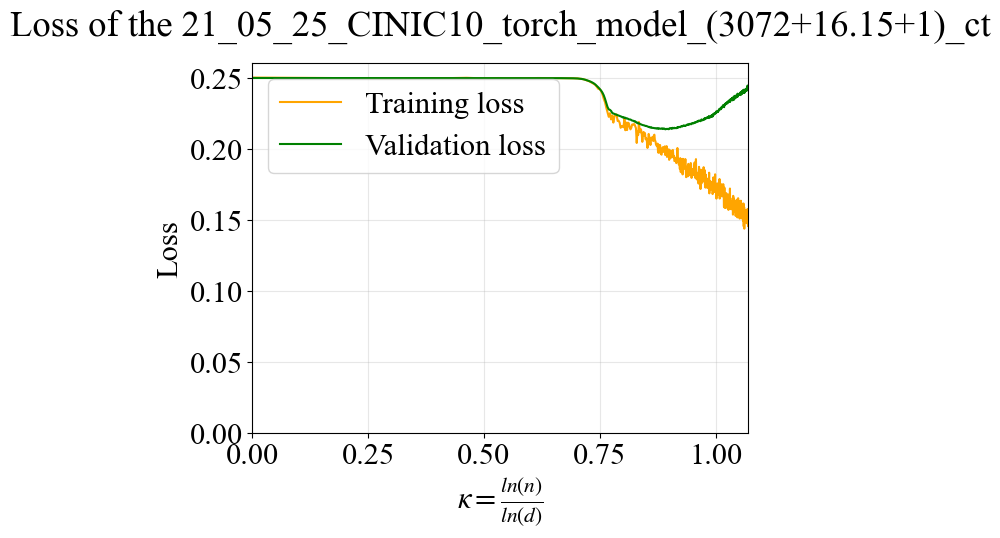 Loss of the 21_05_25_CINIC10_torch_model_(3072+16.15+1)_ct
0.25
0.20
0.15
0.10
0.05
0.00
Loss
Training loss
Validation loss
0.00 0.25 0.50 0.75 1.00
κ = ln(n)/ln(d)